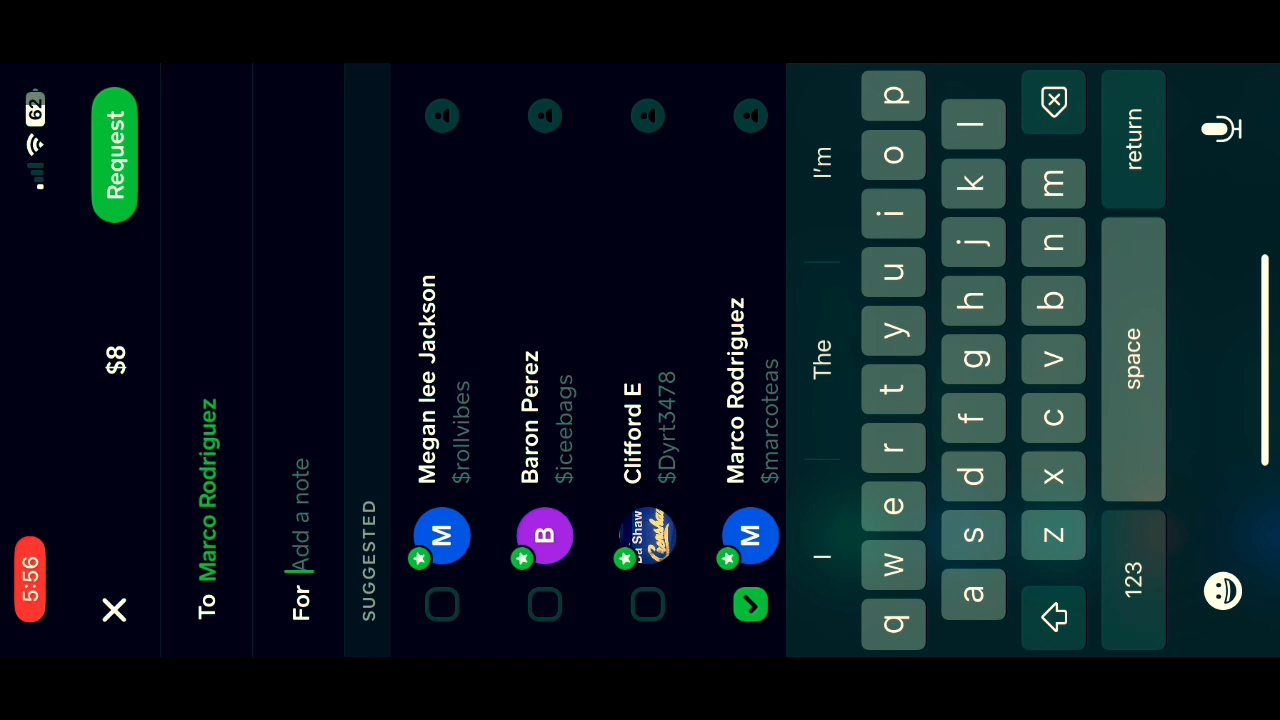 5:56
62
$8
Request
To Marco Rodriguez
For Add a note
SUGGESTED
M
Megan lee Jackson
$rollvibes
B
Baron Perez
$iceebags
Clifford E
$Dyrt3478
M
Marco Rodriguez
$marcoteas
I The I'm
q w e r t y u i o p
a s d f g h j k l
z x c v b n m
123 space return